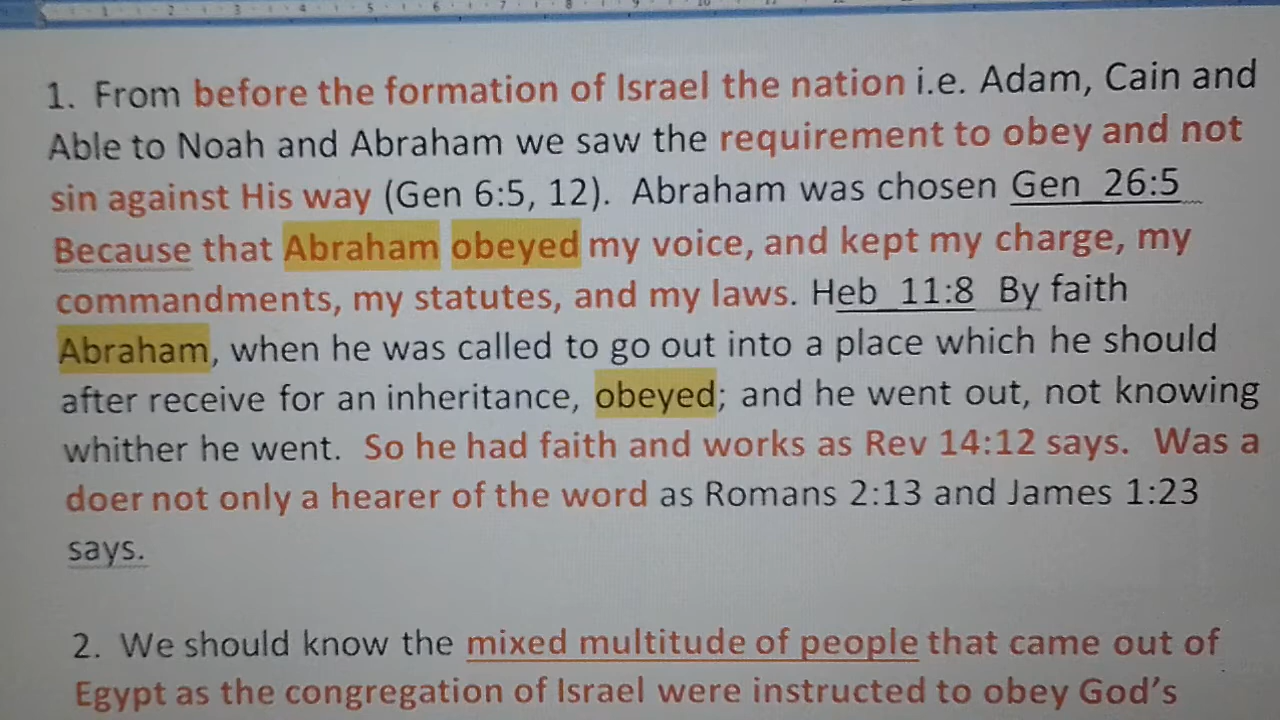 1. From before the formation of Israel the nation i.e. Adam, Cain and
Able to Noah and Abraham we saw the requirement to obey and not
sin against His way (Gen 6:5, 12). Abraham was chosen Gen 26:5
Because that Abraham obeyed my voice, and kept my charge, my
commandments, my statutes, and my laws. Heb 11:8 By faith
Abraham, when he was called to go out into a place which he should
after receive for an inheritance, obeyed; and he went out, not knowing
whither he went. So he had faith and works as Rev 14:12 says. Was a
doer not only a hearer of the word as Romans 2:13 and James 1:23
says.
2. We should know the mixed multitude of people that came out of
Egypt as the congregation of Israel were instructed to obey God's